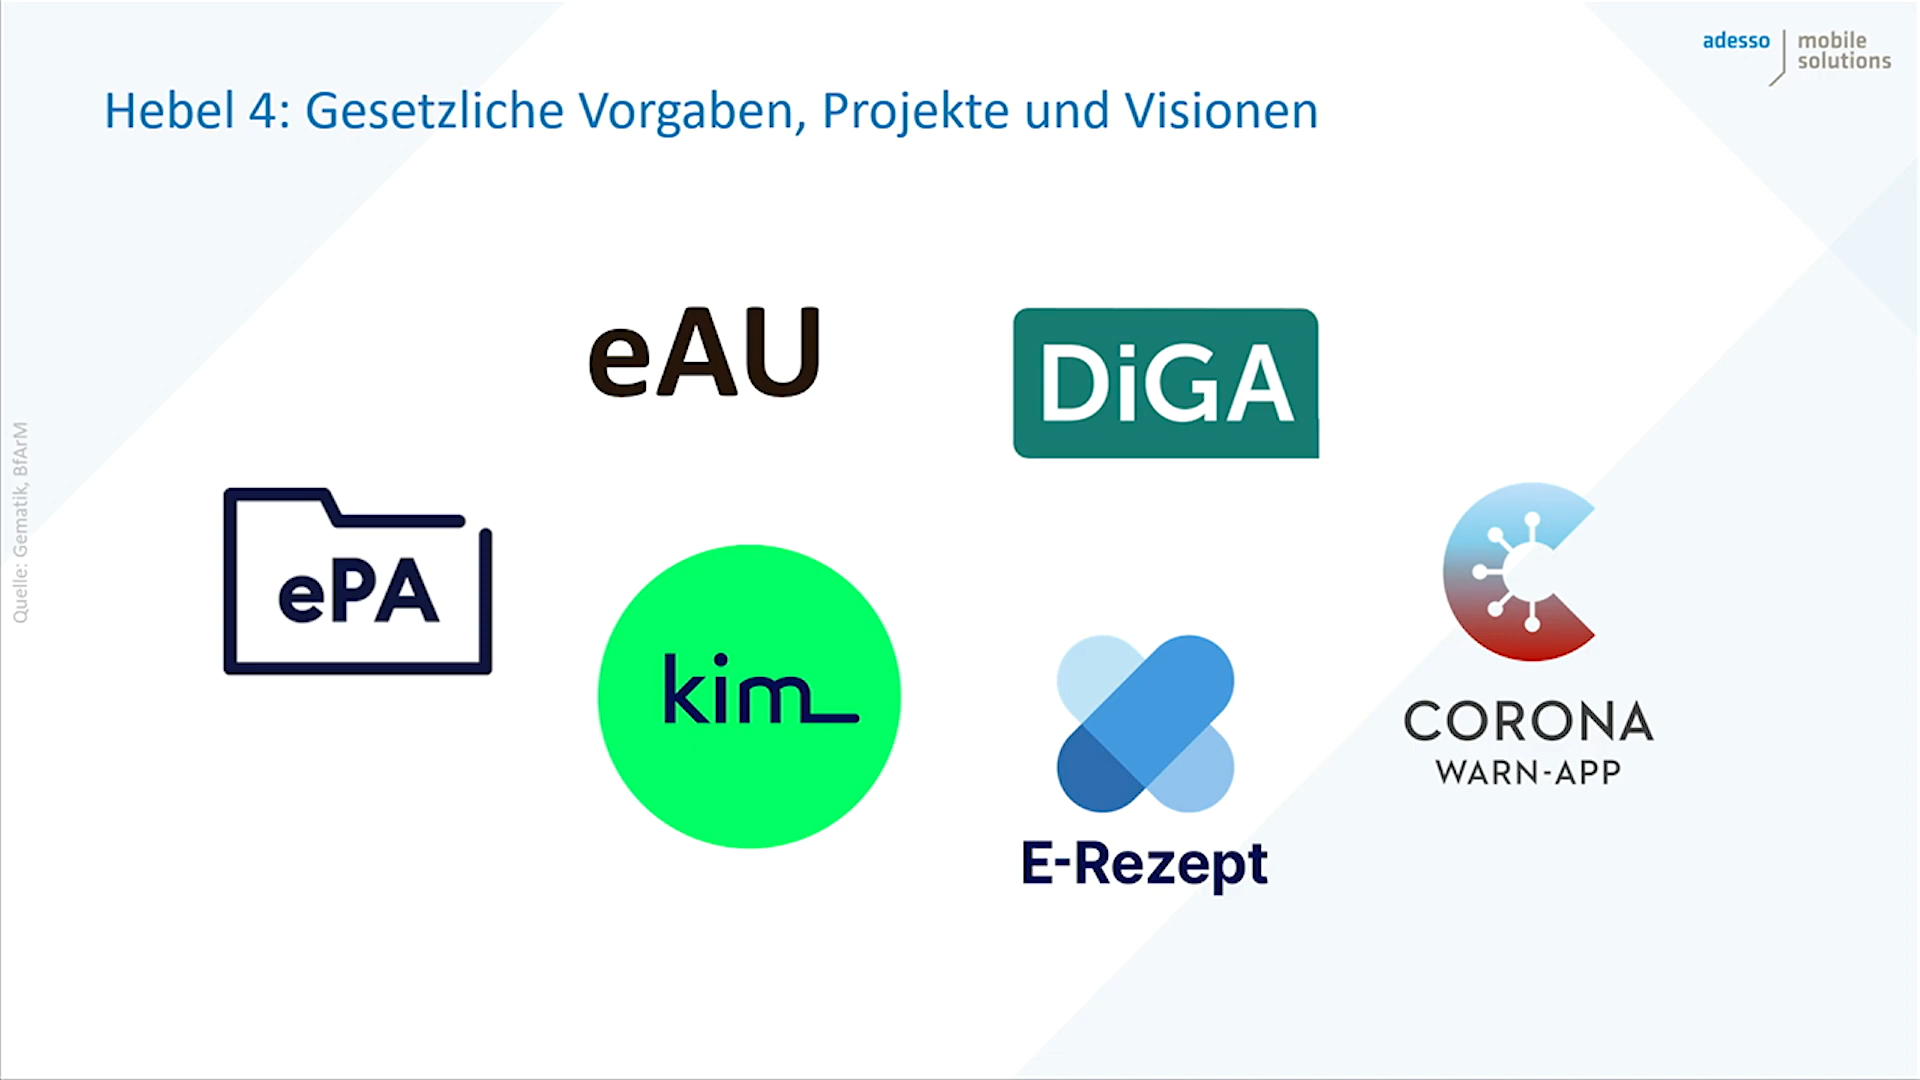 adesso mobile
solutions
Hebel 4: Gesetzliche Vorgaben, Projekte und Visionen
eAU
DiGA
ePA
kim
E-Rezept
CORONA
WARN-APP
Quelle: Gematik, BfArM